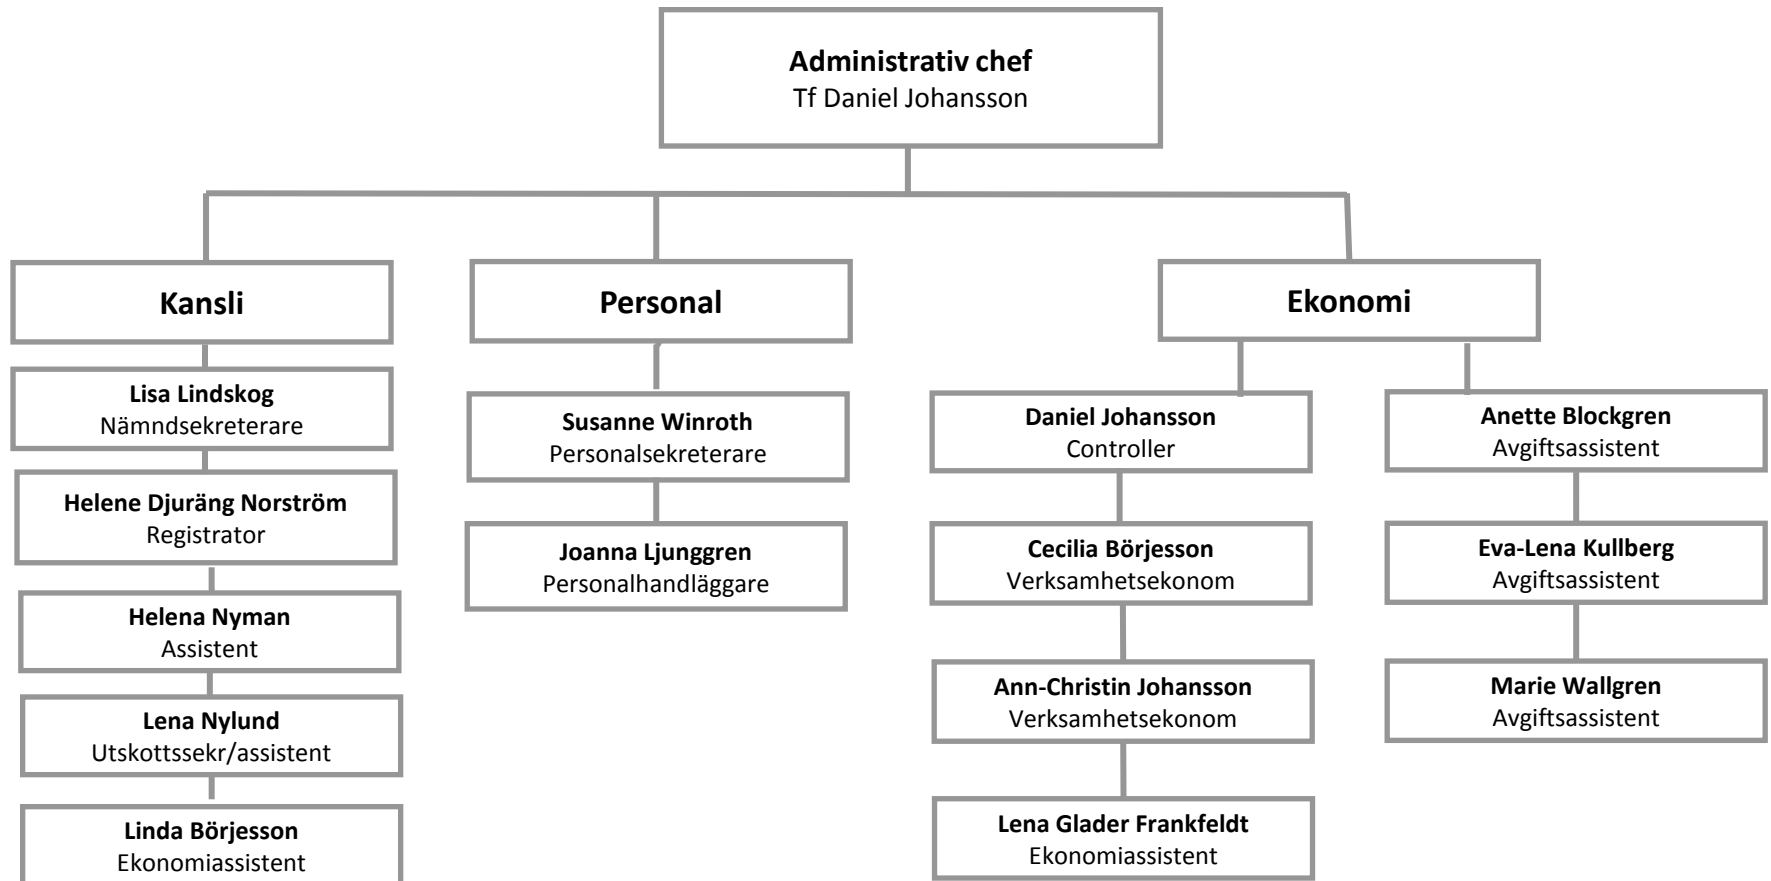 Administrativ chef
Tf Daniel Johansson
Kansli
Personal
Ekonomi
Lisa Lindskog
Nämndsekreterare
Helene Djuräng Norström
Registrator
Helena Nyman
Assistent
Lena Nylund
Utskottssekr/assistent
Linda Börjesson
Ekonomiassistent
Susanne Winroth
Personalsekreterare
Joanna Ljunggren
Personalhandläggare
Daniel Johansson
Controller
Cecilia Börjesson
Verksamhetsekonom
Ann-Christin Johansson
Verksamhetsekonom
Lena Glader Frankfeldt
Ekonomiassistent
Anette Blockgren
Avgiftsassistent
Eva-Lena Kullberg
Avgiftsassistent
Marie Wallgren
Avgiftsassistent